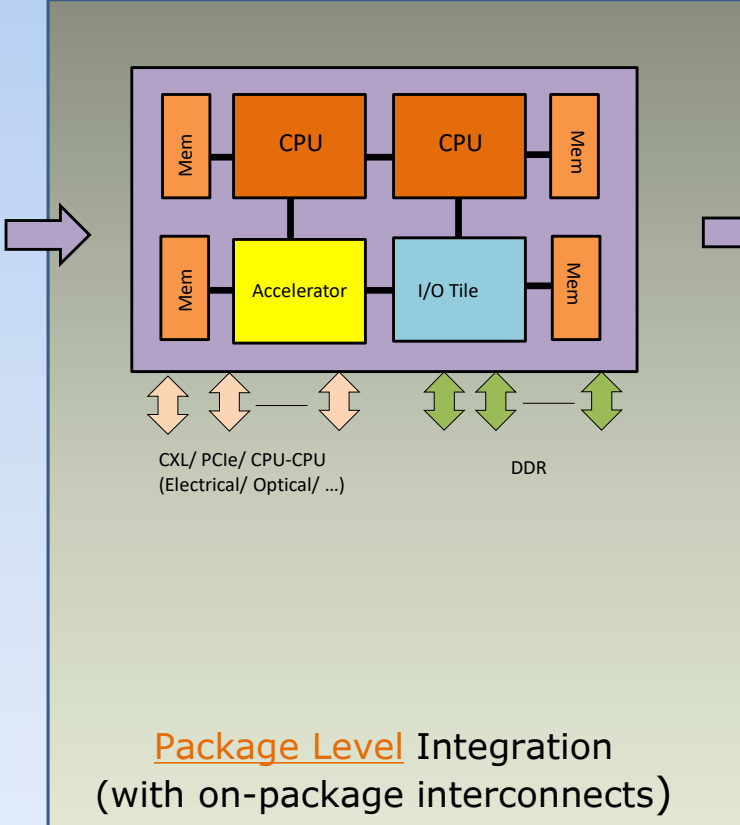 Mem
CPU
CPU
Mem
Mem
Accelerator
I/O Tile
Mem
CXL/ PCIe/ CPU-CPU
(Electrical/ Optical/ …)
DDR
Package Level Integration
(with on-package interconnects)